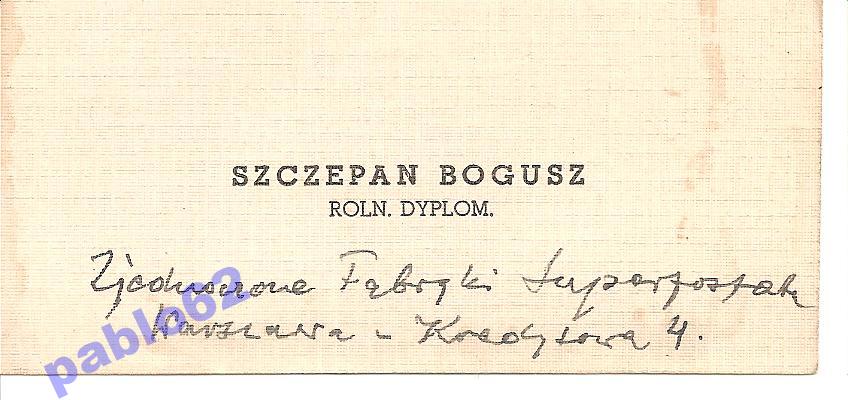 SZCZEPAN BOGUSZ
ROLN. DYPLOM.
Zjednoczone Fabryki Superfosfatu
Warszawa - Kredytowa 4.
pablo62